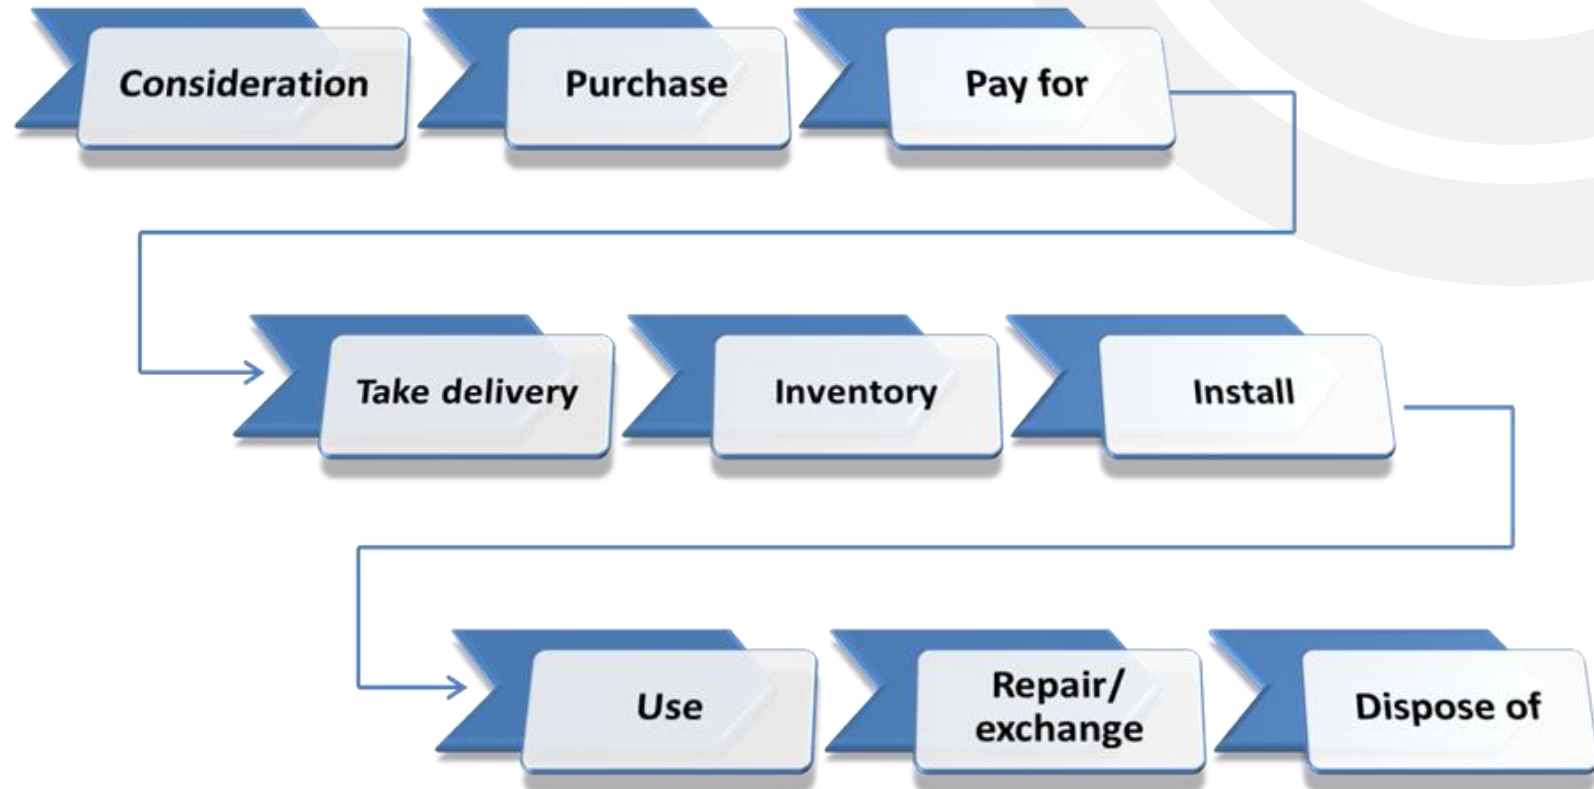 Consideration
Purchase
Pay for
Take delivery
Inventory
Install
Use
Repair/
exchange
Dispose of